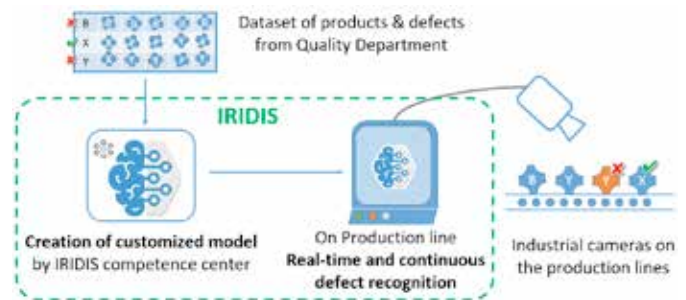 Dataset of products & defects
from Quality Department
R
X
Y
IRIDIS
Creation of customized model
by IRIDIS competence center
On Production line
Real-time and continuous
defect recognition
Y
X
Industrial cameras on
the production lines